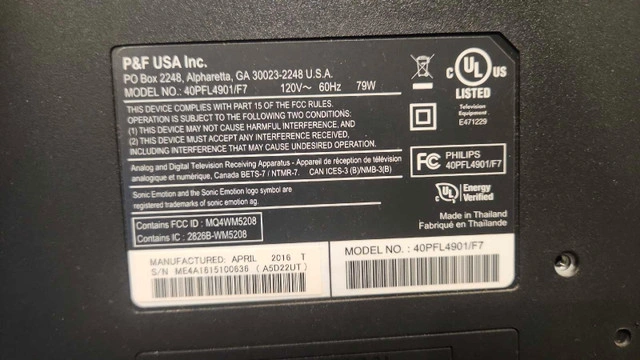 P&F USA Inc.
PO Box 2248, Alpharetta, GA 30023-2248 U.S.A.
MODEL NO.: 40PFL4901/F7 120V~ 60Hz 79W
THIS DEVICE COMPLIES WITH PART 15 OF THE FCC RULES.
OPERATION IS SUBJECT TO THE FOLLOWING TWO CONDITIONS:
(1) THIS DEVICE MAY NOT CAUSE HARMFUL INTERFERENCE, AND
(2) THIS DEVICE MUST ACCEPT ANY INTERFERENCE RECEIVED,
INCLUDING INTERFERENCE THAT MAY CAUSE UNDESIRED OPERATION.
Analog and Digital Television Receiving Apparatus - Appareil de réception de télévision
analogique et numérique, Canada BETS-7 / NTMR-7. CAN ICES-3 (B)/NMB-3(B)
Sonic Emotion and the Sonic Emotion logo symbol are
registered trademarks of sonic emotion ag.
Contains FCC ID : MQ4WM5208
Contains IC : 2826B-WM5208
C UL US
LISTED
Television
Equipment
E471229
FC PHILIPS
40PFL4901/F7
C UL Energy
Verified
Made in Thailand
Fabriqué en Thaïlande
MANUFACTURED: APRIL 2016 T
S/N ME4A1615100636 (A5D22UT)
MODEL NO. : 40PFL4901/F7